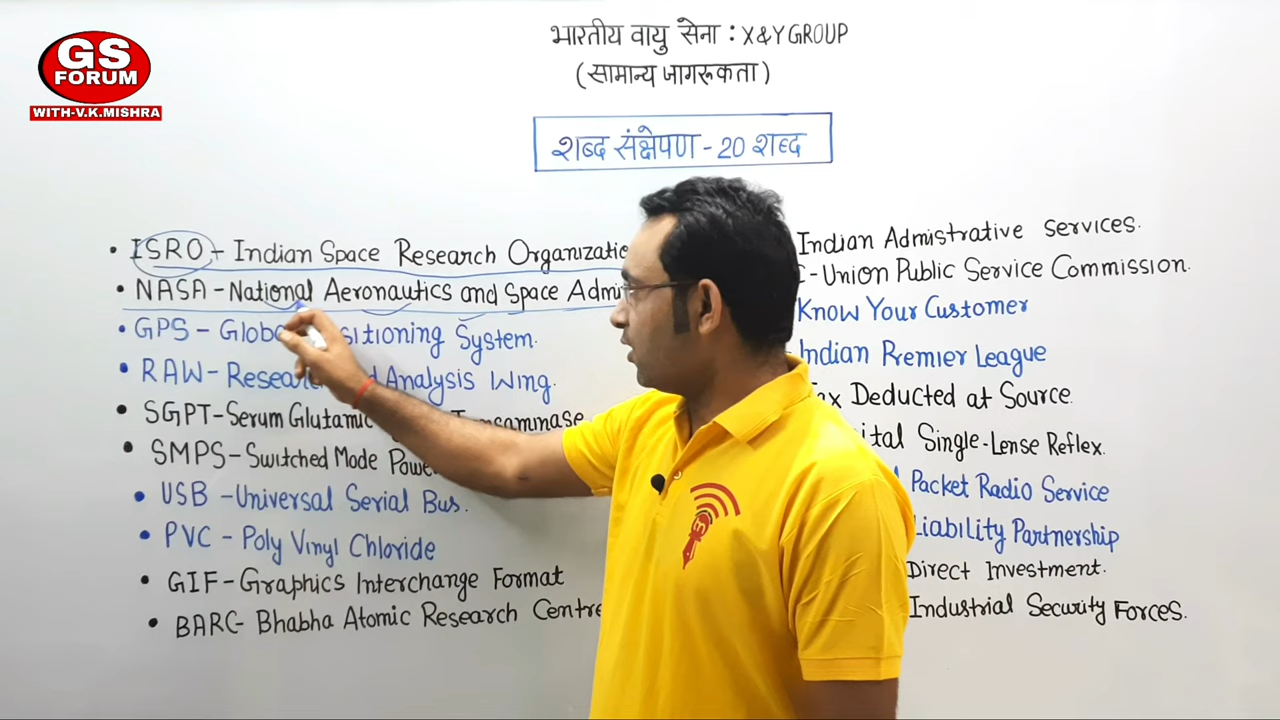 GS
FORUM
WITH-V.K.MISHRA
भारतीय वायु सेना : X & Y GROUP
(सामान्य जागरूकता)
शब्द संक्षेपण - 20 शब्द
• ISRO - Indian Space Research Organizatio
• NASA - National Aeronautics and Space Admi
• GPS - Glob sitioning System.
• RAW - Resear Analysis Wing.
• SGPT - Serum Glutamic
• SMPS - Switched Mode Powe
• USB - Universal Serial Bus.
• PVC - Poly Vinyl Chloride
• GIF - Graphics Interchange Format
• BARC - Bhabha Atomic Research Centre
Indian Admistrative services.
- Union Public Service Commission.
Know Your Customer
Indian Premier League
Deducted at Source.
ital Single-Lense Reflex.
Packet Radio Service
Liability Partnership
Direct Investment.
Industrial Security Forces.